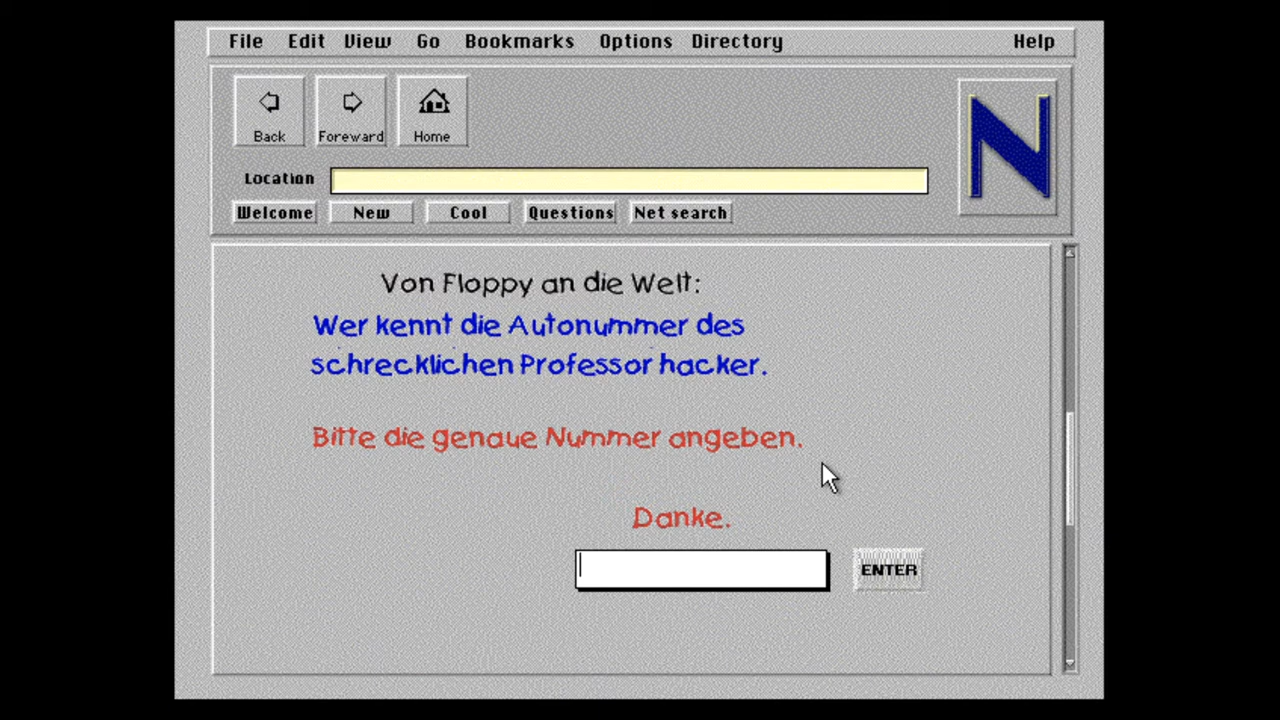 File Edit View Go Bookmarks Options Directory Help
Back Foreward Home
N
Location
Welcome New Cool Questions Net search
Von Floppy an die Welt:
Wer kennt die Autonummer des
schrecklichen Professor hacker.
Bitte die genaue Nummer angeben.
Danke.
ENTER